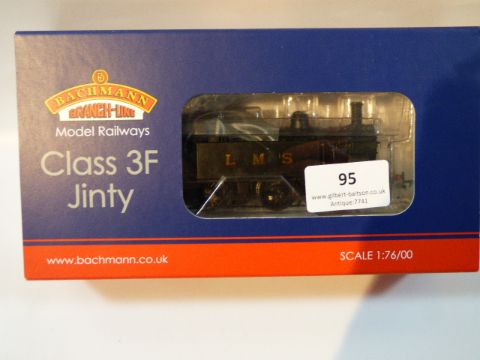 BACHMANN
BRANCH-LINE
Model Railways
Class 3F
Jinty
L M S
95
www.gilbert-baitson.co.uk
Antique:7741
www.bachmann.co.uk
SCALE 1:76/00